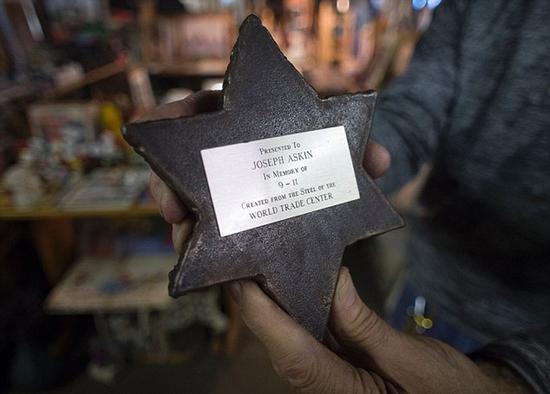 PRESENTED TO
JOSEPH ASKIN
IN MEMORY OF
9-11
CREATED FROM THE STEEL OF THE
WORLD TRADE CENTER